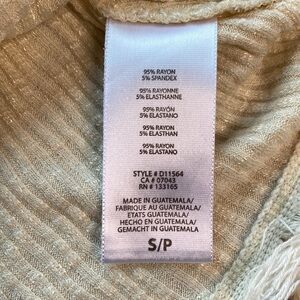 95% RAYON
5% SPANDEX
95% RAYONNE
5% ELASTHANNE
95% RAYÓN
5% ELASTANO
95% RAYON
5% ELASTHAN
95% RAYON
5% ELASTANO
STYLE # D11564
CA # 07043
RN # 133165
MADE IN GUATEMALA/
FABRIQUE AU GUATEMALA/
ETATS GUATEMALA/
HECHO EN GUATEMALA/
GEMACHT IN GUATEMALA
S/P